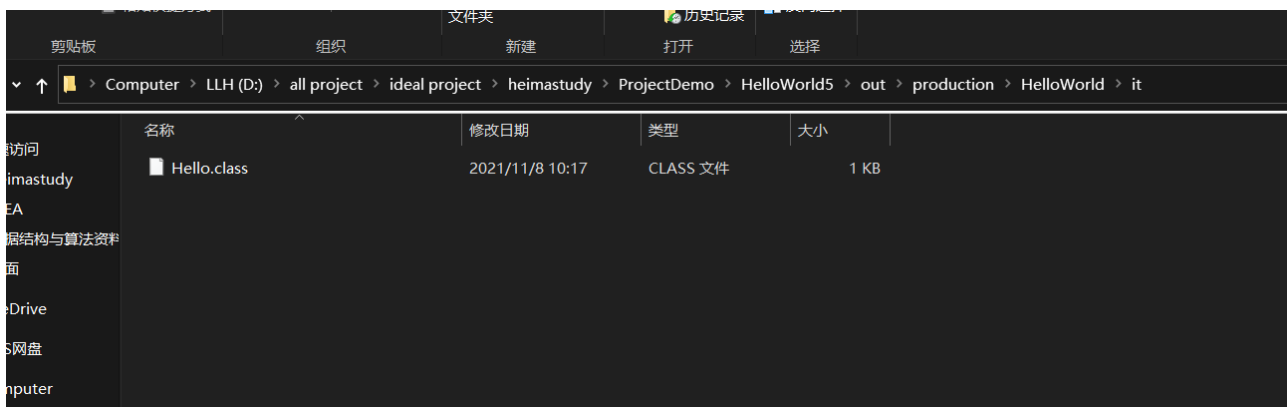 文件夹
历史记录
剪贴板 组织 新建 打开 选择
Computer > LLH (D:) > all project > ideal project > heimastudy > ProjectDemo > HelloWorld5 > out > production > HelloWorld > it
名称 修改日期 类型 大小
访问
Hello.class 2021/11/8 10:17 CLASS 文件 1 KB
imastudy
EA
据结构与算法资料
面
eDrive
S网盘
mputer